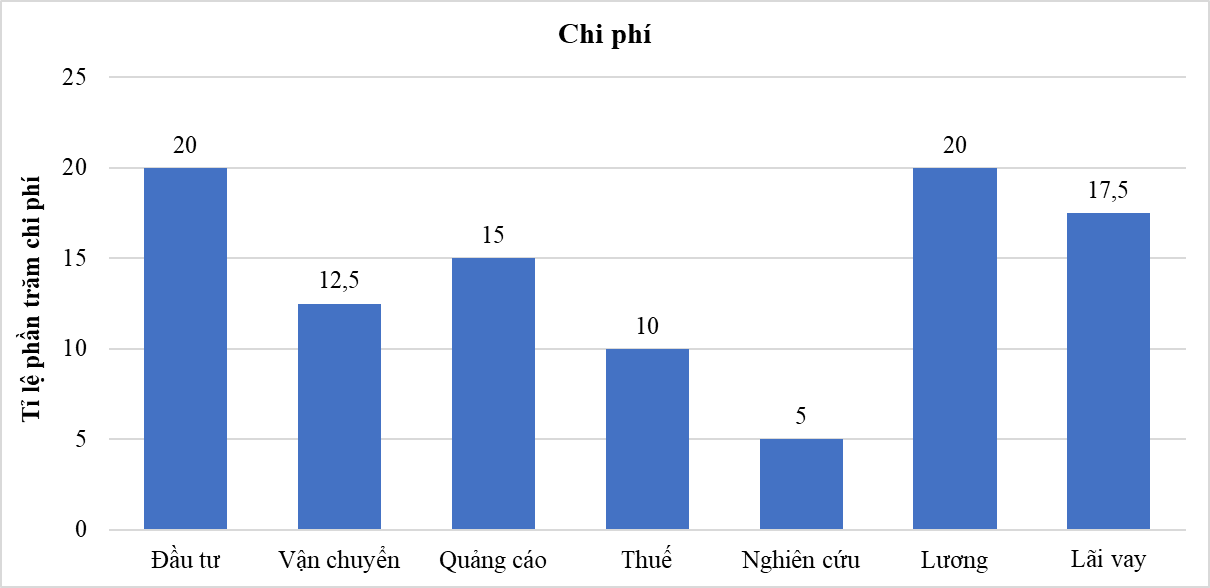 Chi phí
Tỉ lệ phần trăm chi phí
25
20
15
10
5
0
20
12,5
15
10
5
20
17,5
Đầu tư
Vận chuyển
Quảng cáo
Thuế
Nghiên cứu
Lương
Lãi vay